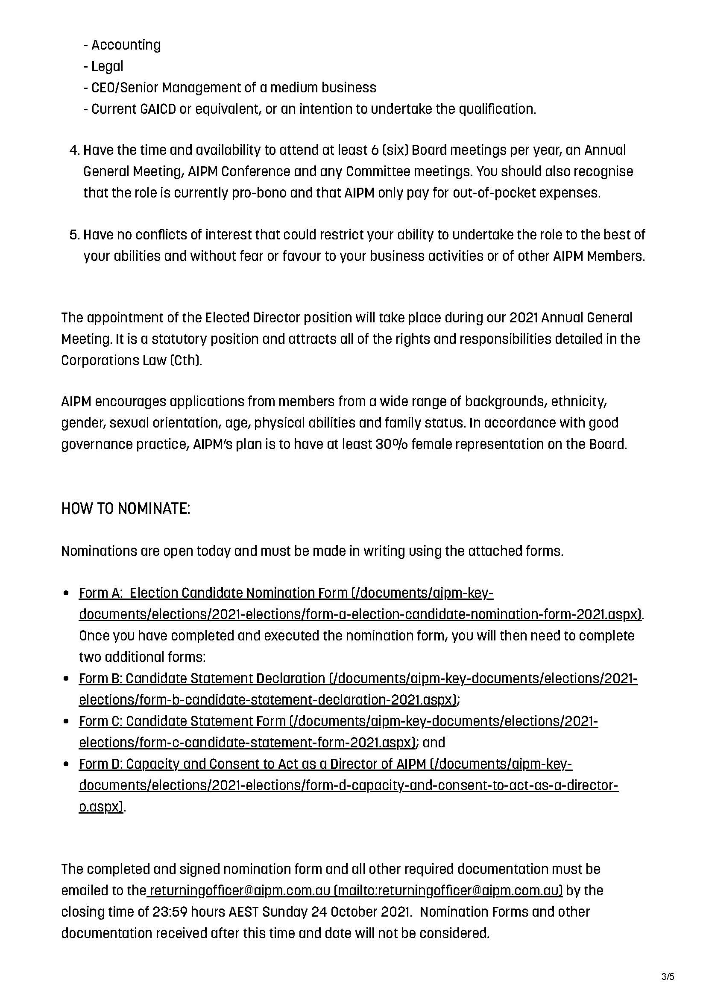 - Accounting
- Legal
- CEO/Senior Management of a medium business
- Current GAICD or equivalent, or an intention to undertake the qualification.
4. Have the time and availability to attend at least 6 (six) Board meetings per year, an Annual
General Meeting, AIPM Conference and any Committee meetings. You should also recognise
that the role is currently pro-bono and that AIPM only pay for out-of-pocket expenses.
5. Have no conflicts of interest that could restrict your ability to undertake the role to the best of
your abilities and without fear or favour to your business activities or of other AIPM Members.
The appointment of the Elected Director position will take place during our 2021 Annual General
Meeting. It is a statutory position and attracts all of the rights and responsibilities detailed in the
Corporations Law (Cth).
AIPM encourages applications from members from a wide range of backgrounds, ethnicity,
gender, sexual orientation, age, physical abilities and family status. In accordance with good
governance practice, AIPM’s plan is to have at least 30% female representation on the Board.
HOW TO NOMINATE:
Nominations are open today and must be made in writing using the attached forms.
• Form A:  Election Candidate Nomination Form (/documents/aipm-key-
documents/elections/2021-elections/form-a-election-candidate-nomination-form-2021.aspx).
Once you have completed and executed the nomination form, you will then need to complete
two additional forms:
• Form B: Candidate Statement Declaration (/documents/aipm-key-documents/elections/2021-
elections/form-b-candidate-statement-declaration-2021.aspx);
• Form C: Candidate Statement Form (/documents/aipm-key-documents/elections/2021-
elections/form-c-candidate-statement-form-2021.aspx); and
• Form D: Capacity and Consent to Act as a Director of AIPM (/documents/aipm-key-
documents/elections/2021-elections/form-d-capacity-and-consent-to-act-as-a-director-
o.aspx).
The completed and signed nomination form and all other required documentation must be
emailed to the returningofficer@aipm.com.au (mailto:returningofficer@aipm.com.au) by the
closing time of 23:59 hours AEST Sunday 24 October 2021.  Nomination Forms and other
documentation received after this time and date will not be considered.
3/5